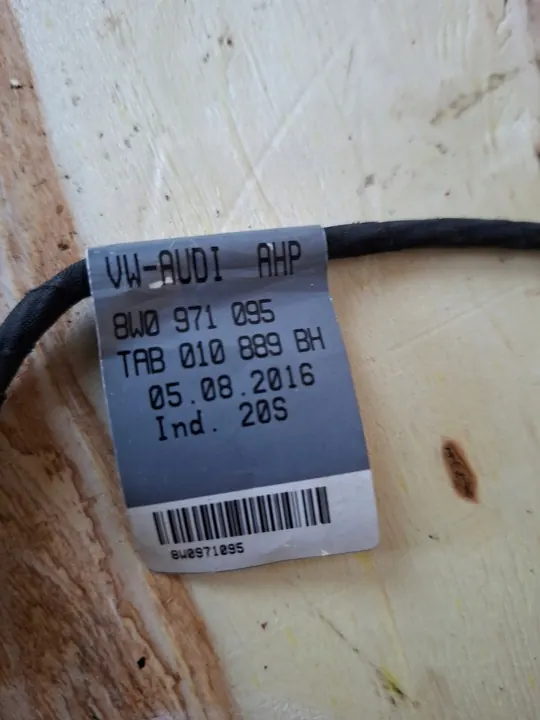 VW-AUDI AHP
8W0 971 095
TAB 010 889 BH
05.08.2016
Ind. 20S
8W0971095